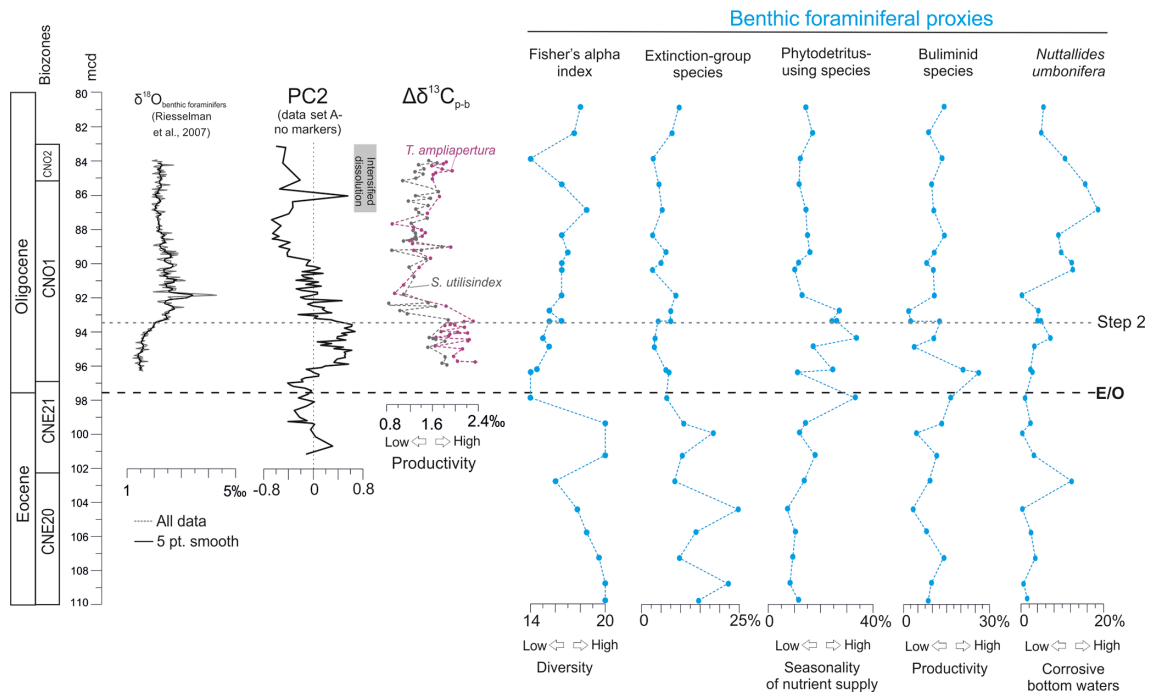 Benthic foraminiferal proxies
Biozones
mcd
δ18Obenthic foraminifers
(Riesselman
et al., 2007)
PC2
(data set A-
no markers)
Δδ13Cp-b
Fisher's alpha
index
Extinction-group
species
Phytodetritus-
using species
Buliminid
species
Nuttallides
umbonifera
80
82
84
86
88
90
92
94
96
98
100
102
104
106
108
110
Oligocene
Eocene
CNO2
CNO1
CNE21
CNE20
Intensified
dissolution
T. ampliapertura
S. utilisindex
Step 2
E/O
1 5‰
-0.8 0 0.8
0.8 1.6 2.4‰
Low High
Productivity
All data
5 pt. smooth
14 20
Low High
Diversity
0 25%
0 40%
Low High
Seasonality
of nutrient supply
0 30%
Low High
Productivity
0 20%
Low High
Corrosive
bottom waters